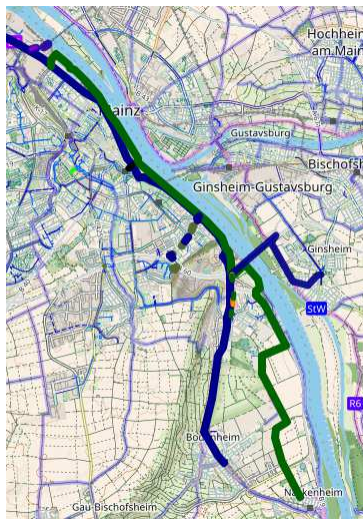 Hochheim
am Main
Mainz
Gustavsburg
Bischofsh
Ginsheim-Gustavsburg
Ginsheim
StW
R6
Bodenheim
Nackenheim
Gau-Bischofsheim